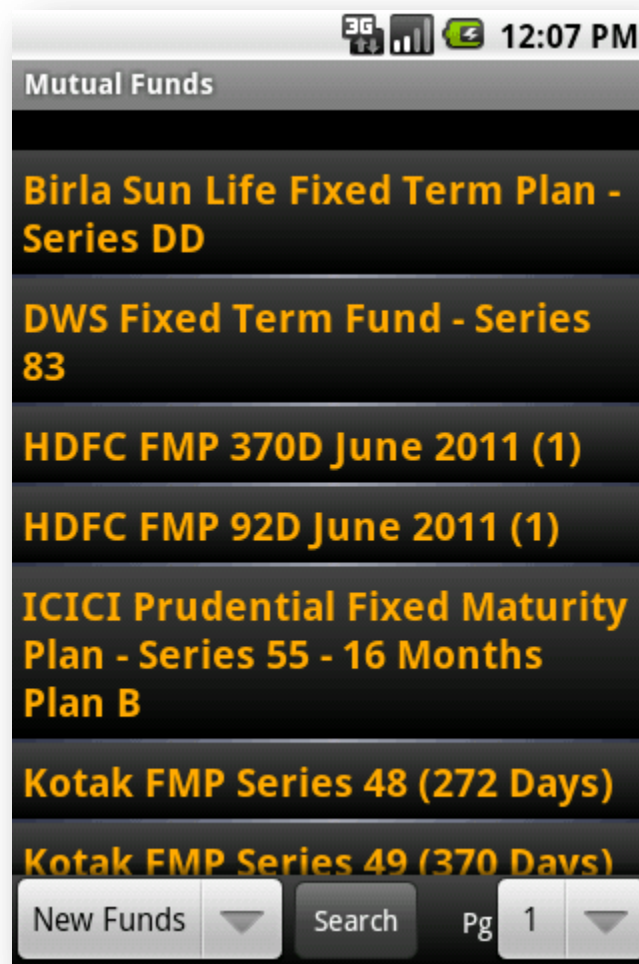 3G 12:07 PM
Mutual Funds
Birla Sun Life Fixed Term Plan -
Series DD
DWS Fixed Term Fund - Series
83
HDFC FMP 370D June 2011 (1)
HDFC FMP 92D June 2011 (1)
ICICI Prudential Fixed Maturity
Plan - Series 55 - 16 Months
Plan B
Kotak FMP Series 48 (272 Days)
Kotak FMP Series 49 (370 Days)
New Funds Search Pg 1